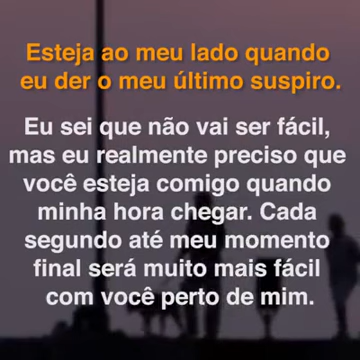 Esteja ao meu lado quando
eu der o meu último suspiro.
Eu sei que não vai ser fácil,
mas eu realmente preciso que
você esteja comigo quando
minha hora chegar. Cada
segundo até meu momento
final será muito mais fácil
com você perto de mim.